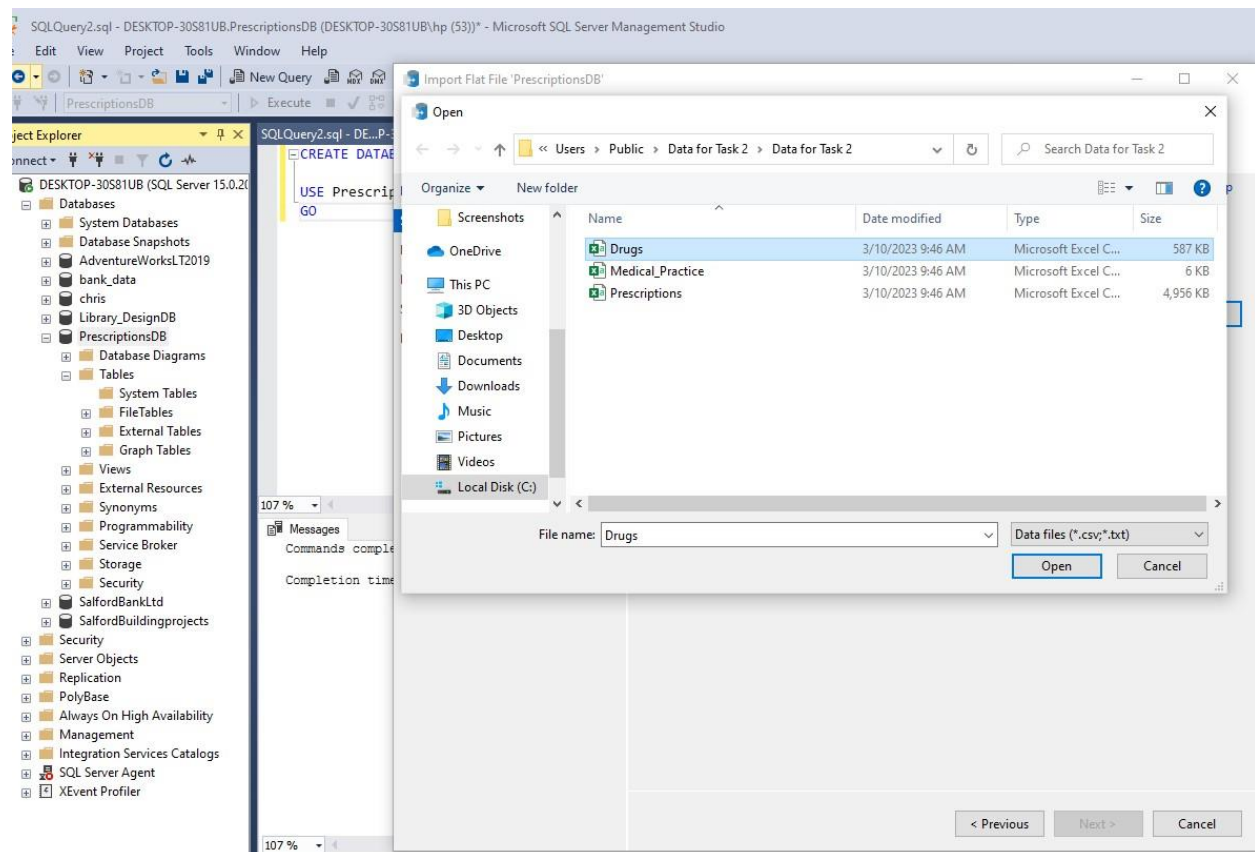 SQLQuery2.sql - DESKTOP-30S81UB.PrescriptionsDB (DESKTOP-30S81UB\hp (53))* - Microsoft SQL Server Management Studio
Edit View Project Tools Window Help
New Query
PrescriptionsDB Execute
ject Explorer
onnect
DESKTOP-30S81UB (SQL Server 15.0.20
Databases
System Databases
Database Snapshots
AdventureWorksLT2019
bank_data
chris
Library_DesignDB
PrescriptionsDB
Database Diagrams
Tables
System Tables
FileTables
External Tables
Graph Tables
Views
External Resources
Synonyms
Programmability
Service Broker
Storage
Security
SalfordBankLtd
SalfordBuildingprojects
Security
Server Objects
Replication
PolyBase
Always On High Availability
Management
Integration Services Catalogs
SQL Server Agent
XEvent Profiler
SQLQuery2.sql - DE...P-3
CREATE DATAE
USE Prescrip
GO
107 %
Messages
Commands comple
Completion time
107 %
Import Flat File 'PrescriptionsDB'
Open
« Users > Public > Data for Task 2 > Data for Task 2
Search Data for Task 2
Organize New folder
Screenshots
OneDrive
This PC
3D Objects
Desktop
Documents
Downloads
Music
Pictures
Videos
Local Disk (C:)
Name Date modified Type Size
Drugs 3/10/2023 9:46 AM Microsoft Excel C... 587 KB
Medical_Practice 3/10/2023 9:46 AM Microsoft Excel C... 6 KB
Prescriptions 3/10/2023 9:46 AM Microsoft Excel C... 4,956 KB
File name: Drugs Data files (*.csv;*.txt)
Open Cancel
< Previous Next > Cancel